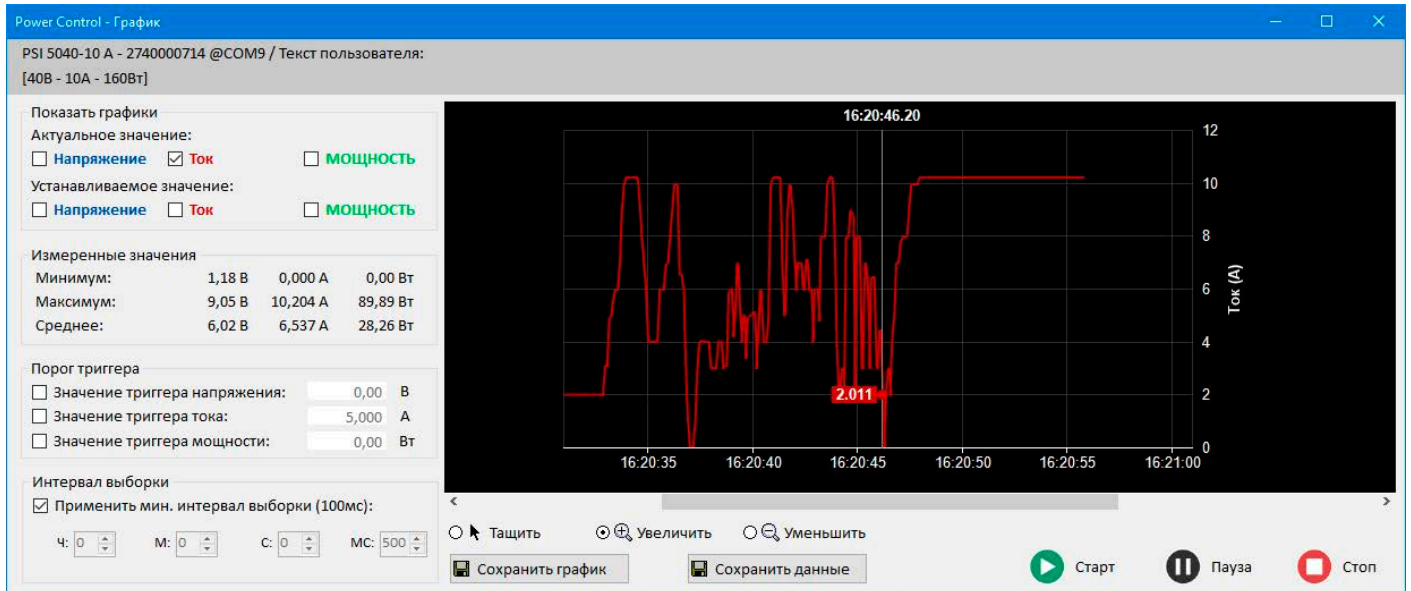 Power Control - График
PSI 5040-10 A - 2740000714 @COM9 / Текст пользователя:
[40В - 10А - 160Вт]
Показать графики
Актуальное значение:
Напряжение Ток МОЩНОСТЬ
Устанавливаемое значение:
Напряжение Ток МОЩНОСТЬ
Измеренные значения
Минимум: 1,18 В 0,000 А 0,00 Вт
Максимум: 9,05 В 10,204 А 89,89 Вт
Среднее: 6,02 В 6,537 А 28,26 Вт
Порог триггера
Значение триггера напряжения: 0,00 В
Значение триггера тока: 5,000 А
Значение триггера мощности: 0,00 Вт
Интервал выборки
Применить мин. интервал выборки (100мс):
Ч: 0 М: 0 С: 0 МС: 500
16:20:46.20
12
10
8
6
4
2
0
Ток (А)
2.011
16:20:35 16:20:40 16:20:45 16:20:50 16:20:55 16:21:00
Тащить Увеличить Уменьшить
Сохранить график Сохранить данные
Старт Пауза Стоп